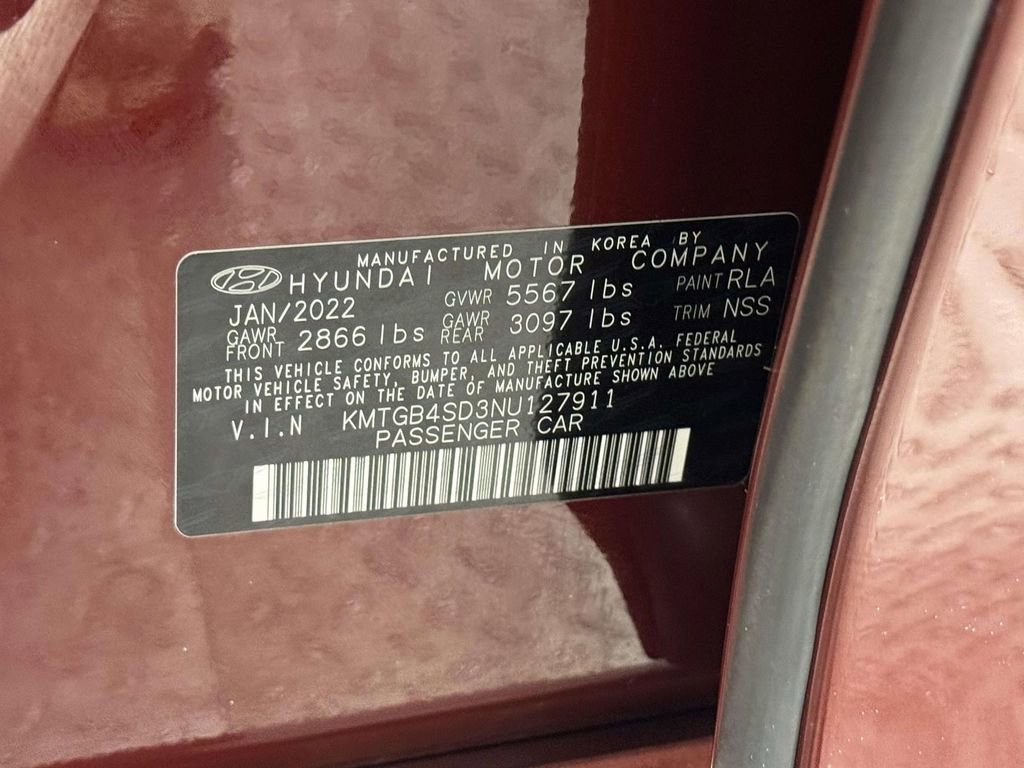 MANUFACTURED IN KOREA BY
HYUNDAI MOTOR COMPANY
JAN/2022 GVWR 5567 lbs PAINT RLA
GAWR FRONT 2866 lbs GAWR REAR 3097 lbs TRIM NSS
THIS VEHICLE CONFORMS TO ALL APPLICABLE U.S.A. FEDERAL
MOTOR VEHICLE SAFETY, BUMPER, AND THEFT PREVENTION STANDARDS
IN EFFECT ON THE DATE OF MANUFACTURE SHOWN ABOVE
V.I.N KMTGB4SD3NU127911
PASSENGER CAR